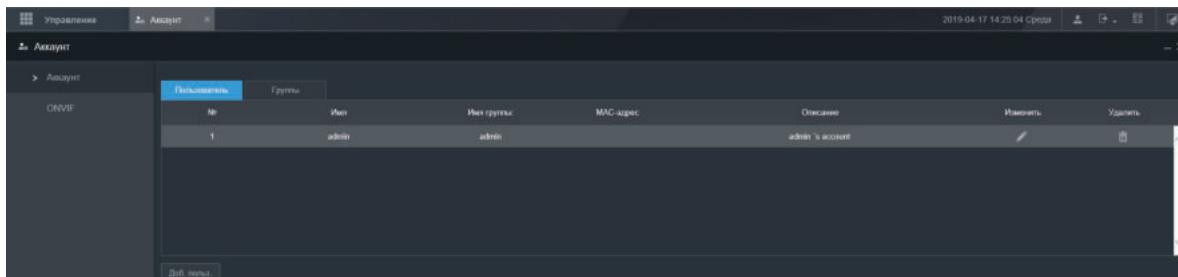 Управление Аккаунт × 2019-04-17 14:25:04 Среда
Аккаунт
> Аккаунт
ONVIF
Пользователь Группы
№ Имя Имя группы: MAC-адрес Описание Изменить Удалить
1 admin admin admin 's account
Доб. польз.